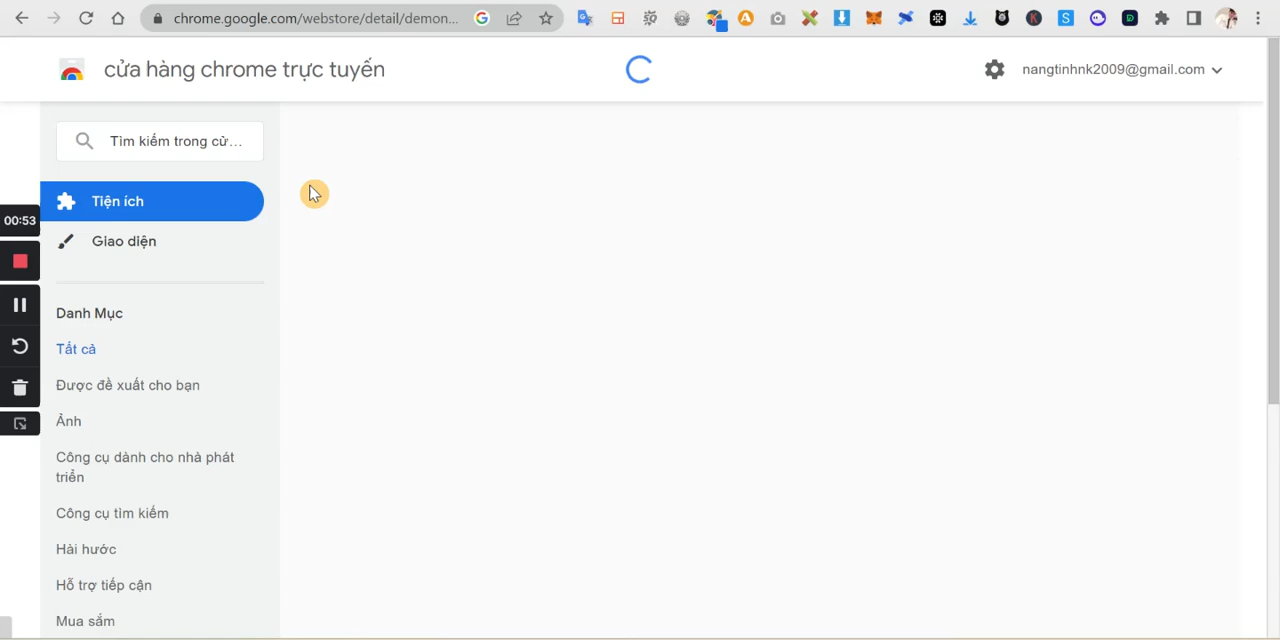 chrome.google.com/webstore/detail/demon...
cửa hàng chrome trực tuyến
nangtinhnk2009@gmail.com
Tìm kiếm trong cử...
Tiện ích
00:53
Giao diện
Danh Mục
Tất cả
Được đề xuất cho bạn
Ảnh
Công cụ dành cho nhà phát
triển
Công cụ tìm kiếm
Hài hước
Hỗ trợ tiếp cận
Mua sắm